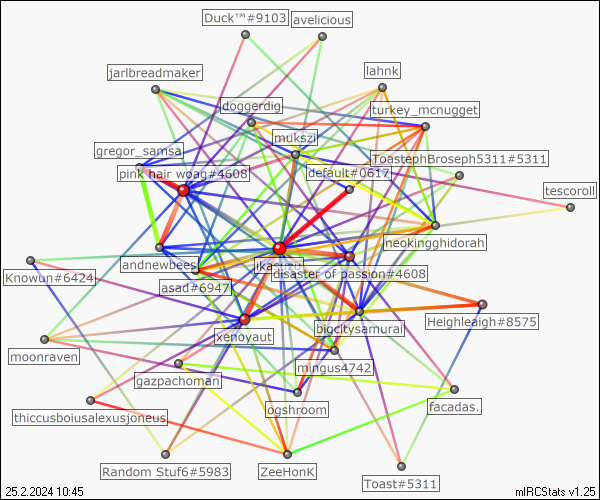 Duck™#9103
avelicious
jarlbreadmaker
lahnk
doggerdig
turkey_mcnugget
mukszi
gregor_samsa
ToastephBroseph5311#5311
pink hair woag#4608
default#0617
tescoroll
neokingghidorah
andnewbees
disaster of passion#4608
Knowun#6424
asad#6947
Heighleaigh#8575
bigcitysamurai
xenoyaut
moonraven
mingus4742
gazpachoman
ogshroom
facadas.
thiccusboiusalexusjoneus
Random Stuf6#5983
ZeeHonK
Toast#5311
25.2.2024 10:45
mIRCStats v1.25